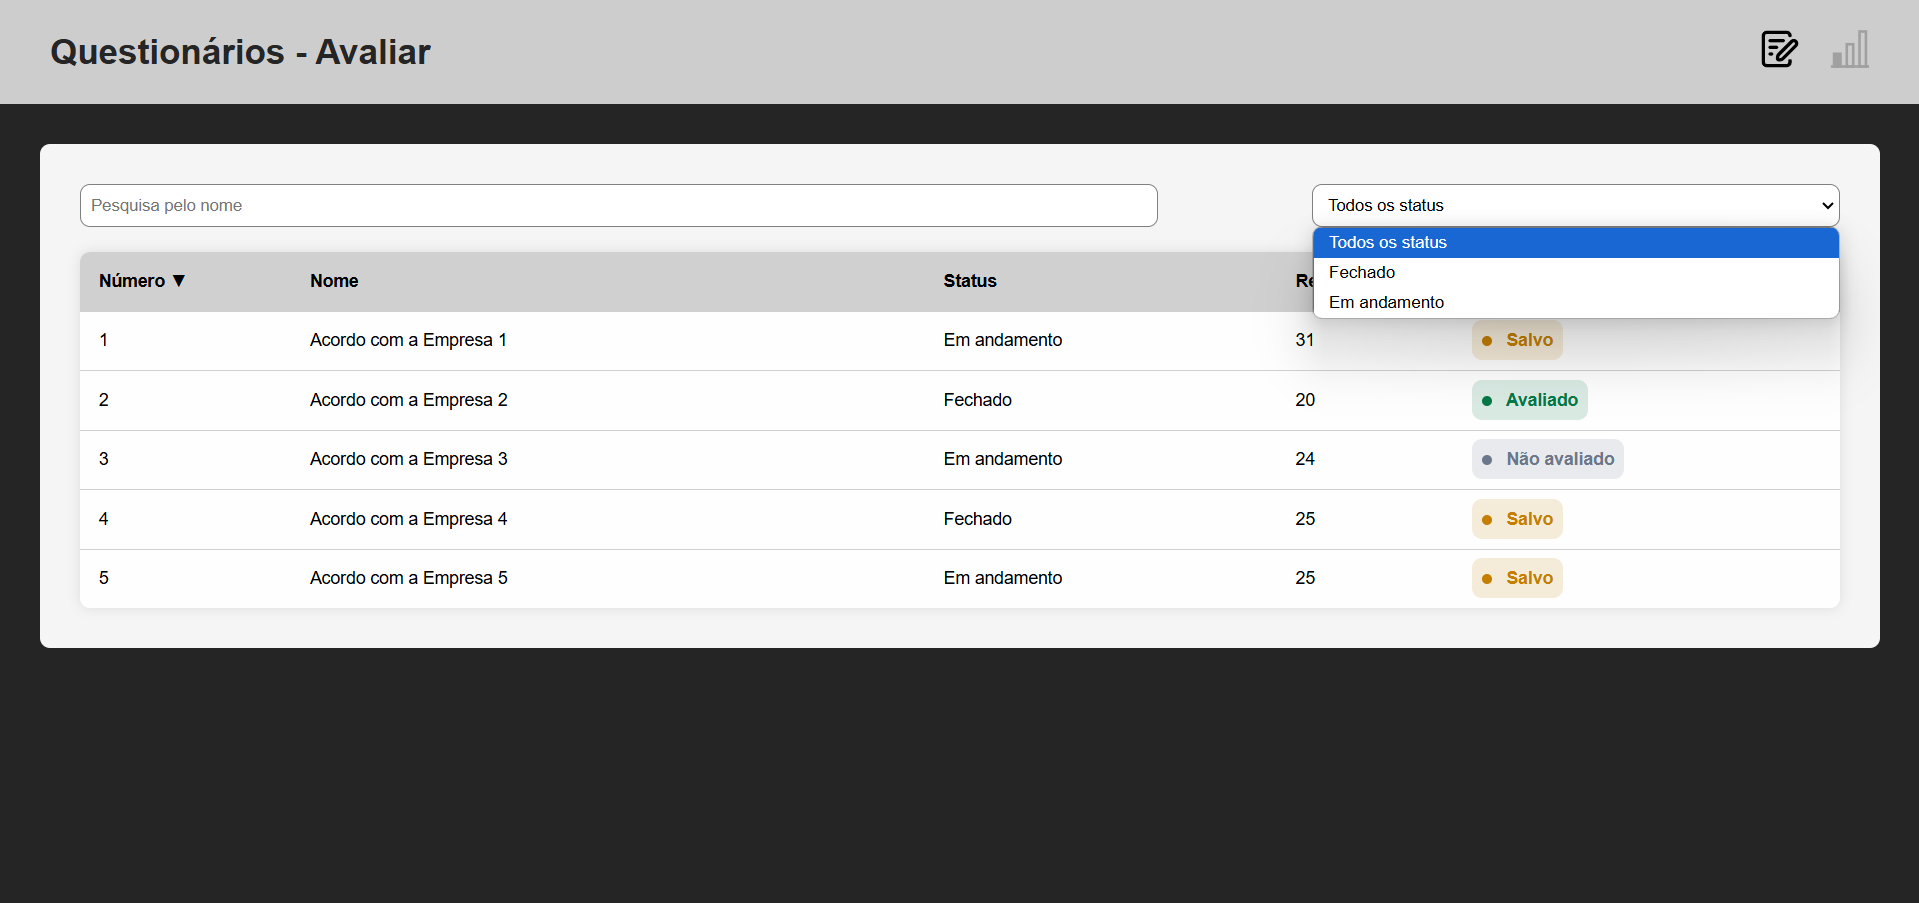 Questionários - Avaliar
Pesquisa pelo nome
Todos os status
Todos os status
Fechado
Em andamento
Número ▼ Nome Status
1 Acordo com a Empresa 1 Em andamento 31 Salvo
2 Acordo com a Empresa 2 Fechado 20 Avaliado
3 Acordo com a Empresa 3 Em andamento 24 Não avaliado
4 Acordo com a Empresa 4 Fechado 25 Salvo
5 Acordo com a Empresa 5 Em andamento 25 Salvo